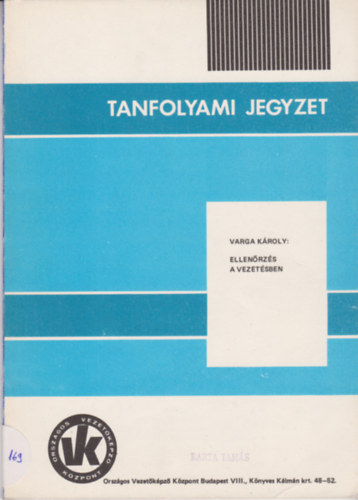 TANFOLYAMI JEGYZET
VARGA KÁROLY:
ELLENŐRZÉS
A VEZETÉSBEN
ORSZÁGOS VEZETŐKÉPZŐ KÖZPONT
VK
169
Országos Vezetőképző Központ Budapest VIII., Könyves Kálmán krt. 48–52.